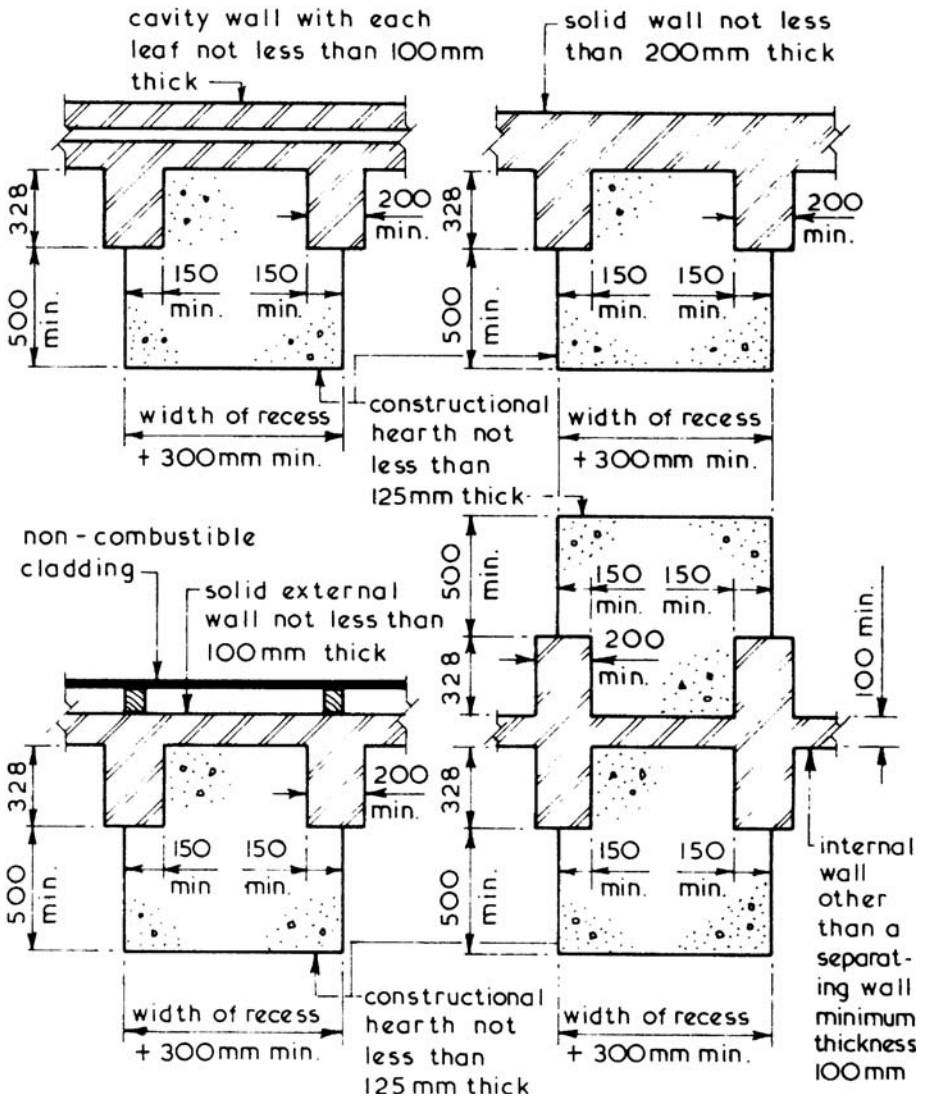 cavity wall with each
leaf not less than 100mm
thick
solid wall not less
than 200mm thick
328
200
min.
500
min.
150
min.
150
min.
width of recess
+ 300mm min.
328
200
min.
500
min.
150
min.
150
min.
width of recess
+ 300mm min.
constructional
hearth not
less than
125mm thick
non-combustible
cladding
solid external
wall not less than
100mm thick
328
200
min.
500
min.
150
min
150
min.
width of recess
+ 300mm min.
500
min.
150
min.
150
min.
328
200
min.
100 min.
328
500
min.
150
min.
150
min.
width of recess
+ 300mm min.
constructional
hearth not
less than
125mm thick
internal
wall
other
than a
separat-
ing wall
minimum
thickness
100mm